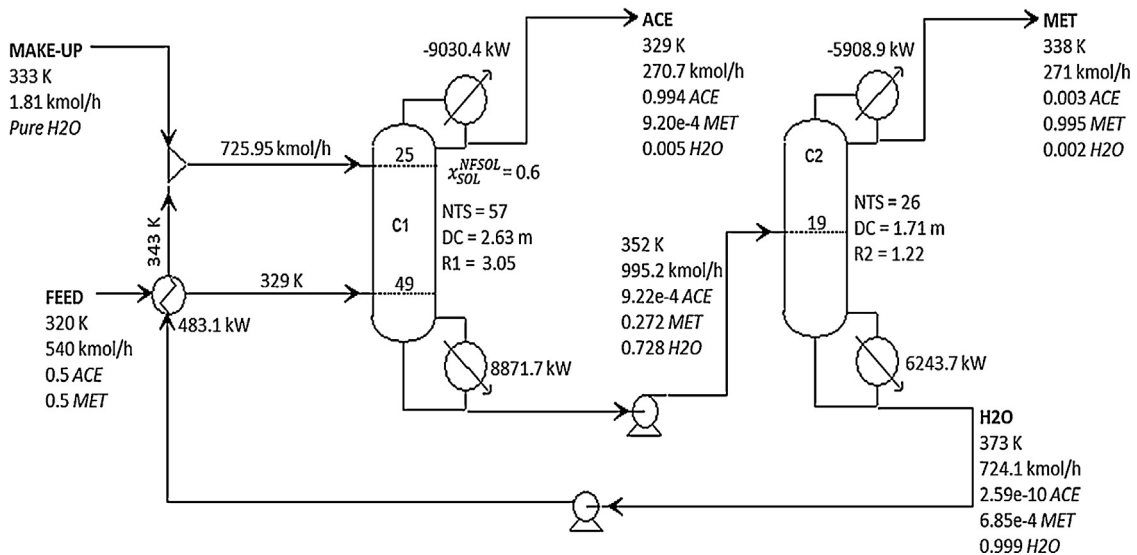 MAKE-UP
333 K
1.81 kmol/h
Pure H2O
725.95 kmol/h
343 K
FEED
320 K
540 kmol/h
0.5 ACE
0.5 MET
483.1 kW
329 K
-9030.4 kW
25
x_SOL^NFSOL = 0.6
C1
NTS = 57
DC = 2.63 m
R1 = 3.05
49
8871.7 kW
ACE
329 K
270.7 kmol/h
0.994 ACE
9.20e-4 MET
0.005 H2O
352 K
995.2 kmol/h
9.22e-4 ACE
0.272 MET
0.728 H2O
-5908.9 kW
C2
19
NTS = 26
DC = 1.71 m
R2 = 1.22
6243.7 kW
MET
338 K
271 kmol/h
0.003 ACE
0.995 MET
0.002 H2O
H2O
373 K
724.1 kmol/h
2.59e-10 ACE
6.85e-4 MET
0.999 H2O